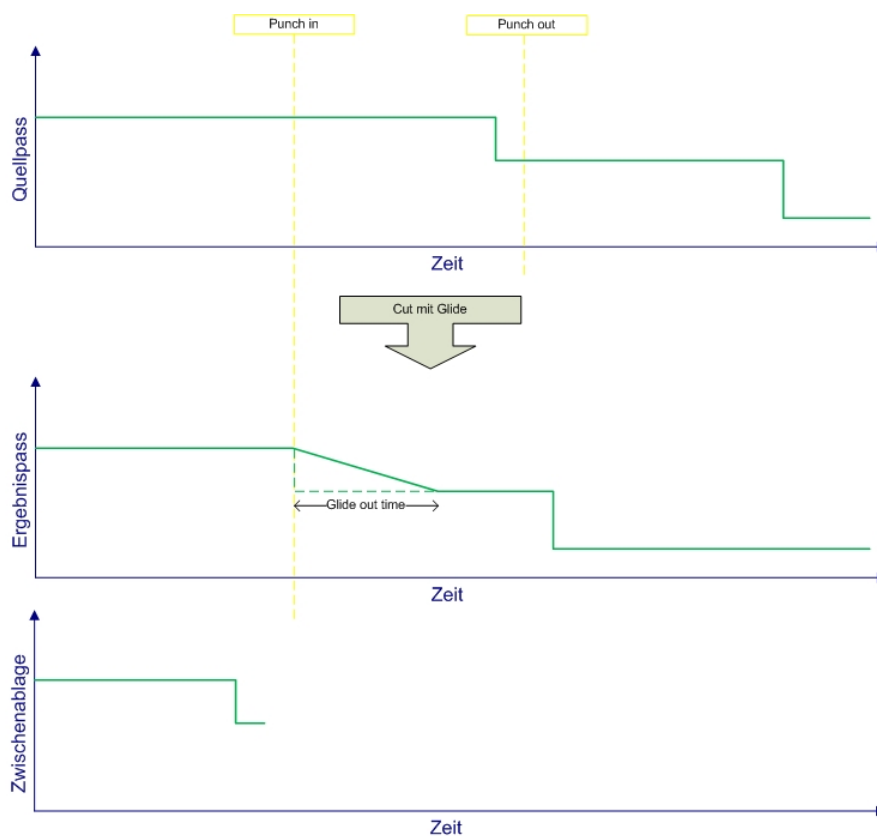 Punch in
Punch out
Quellpass
Zeit
Cut mit Glide
Ergebnispass
Glide out time
Zeit
Zwischenablage
Zeit